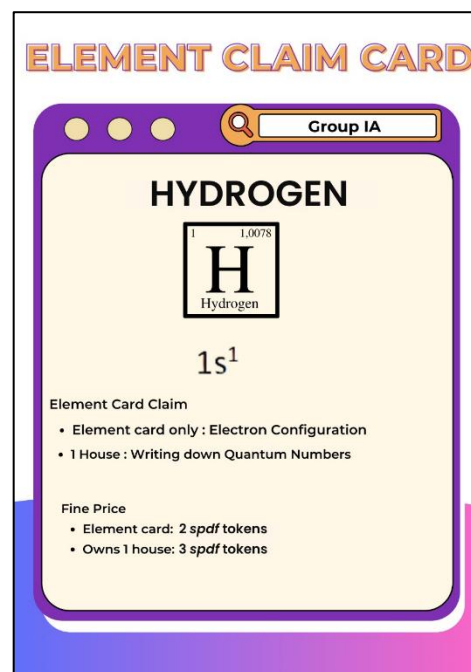 ELEMENT CLAIM CARD
Group IA
HYDROGEN
1 1,0078
H
Hydrogen
1s¹
Element Card Claim
• Element card only : Electron Configuration
• 1 House : Writing down Quantum Numbers
Fine Price
• Element card: 2 spdf tokens
• Owns 1 house: 3 spdf tokens